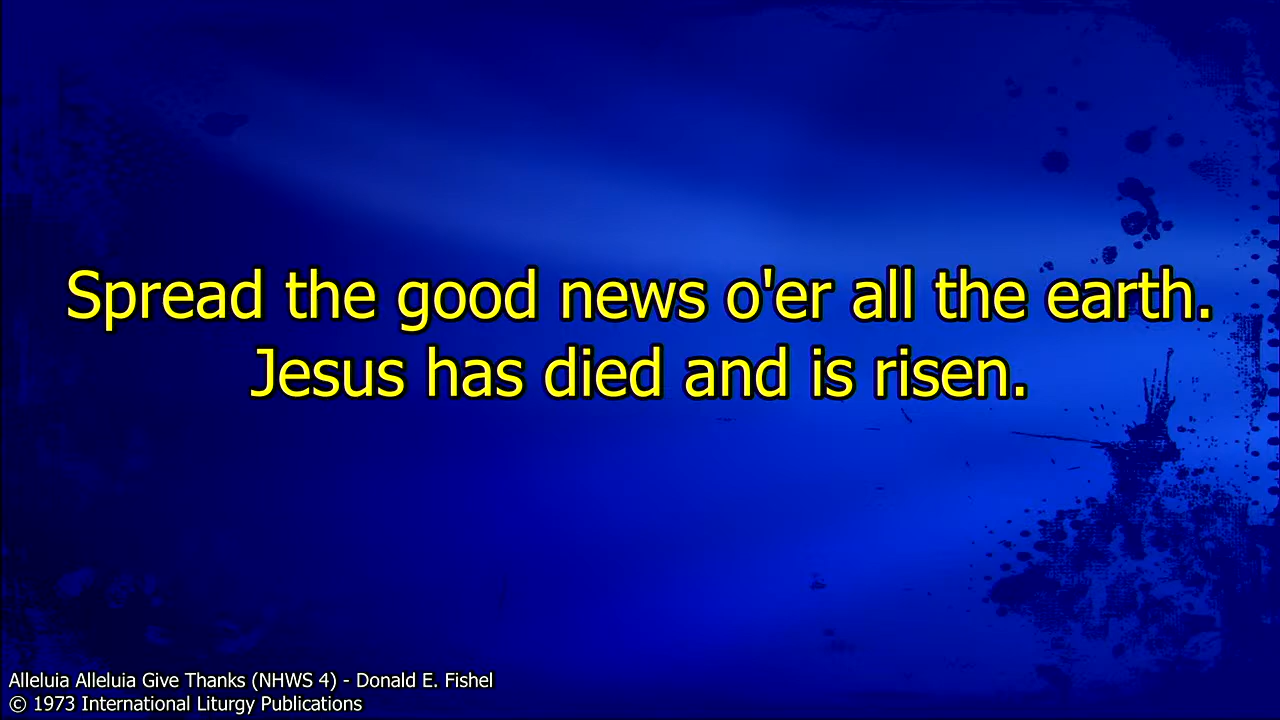 Spread the good news o'er all the earth.
Jesus has died and is risen.
Alleluia Alleluia Give Thanks (NHWS 4) - Donald E. Fishel
© 1973 International Liturgy Publications